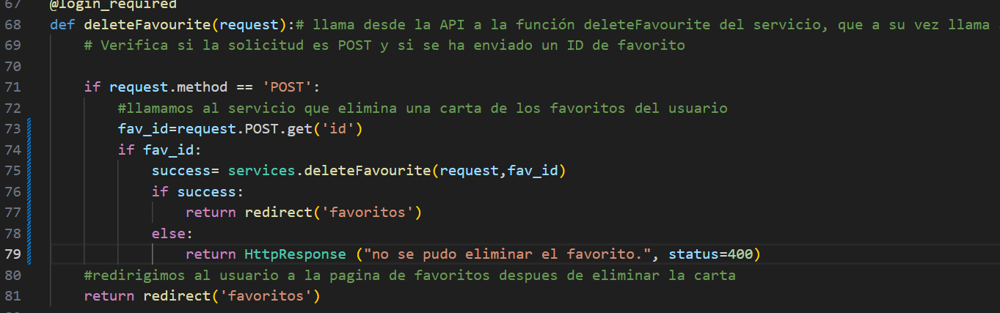 67 @login_required
68 def deleteFavourite(request):# llama desde la API a la función deleteFavourite del servicio, que a su vez llama
69 # Verifica si la solicitud es POST y si se ha enviado un ID de favorito
70
71 if request.method == 'POST':
72 #llamamos al servicio que elimina una carta de los favoritos del usuario
73 fav_id=request.POST.get('id')
74 if fav_id:
75 success= services.deleteFavourite(request,fav_id)
76 if success:
77 return redirect('favoritos')
78 else:
79 return HttpResponse ("no se pudo eliminar el favorito.", status=400)
80 #redirigimos al usuario a la pagina de favoritos despues de eliminar la carta
81 return redirect('favoritos')